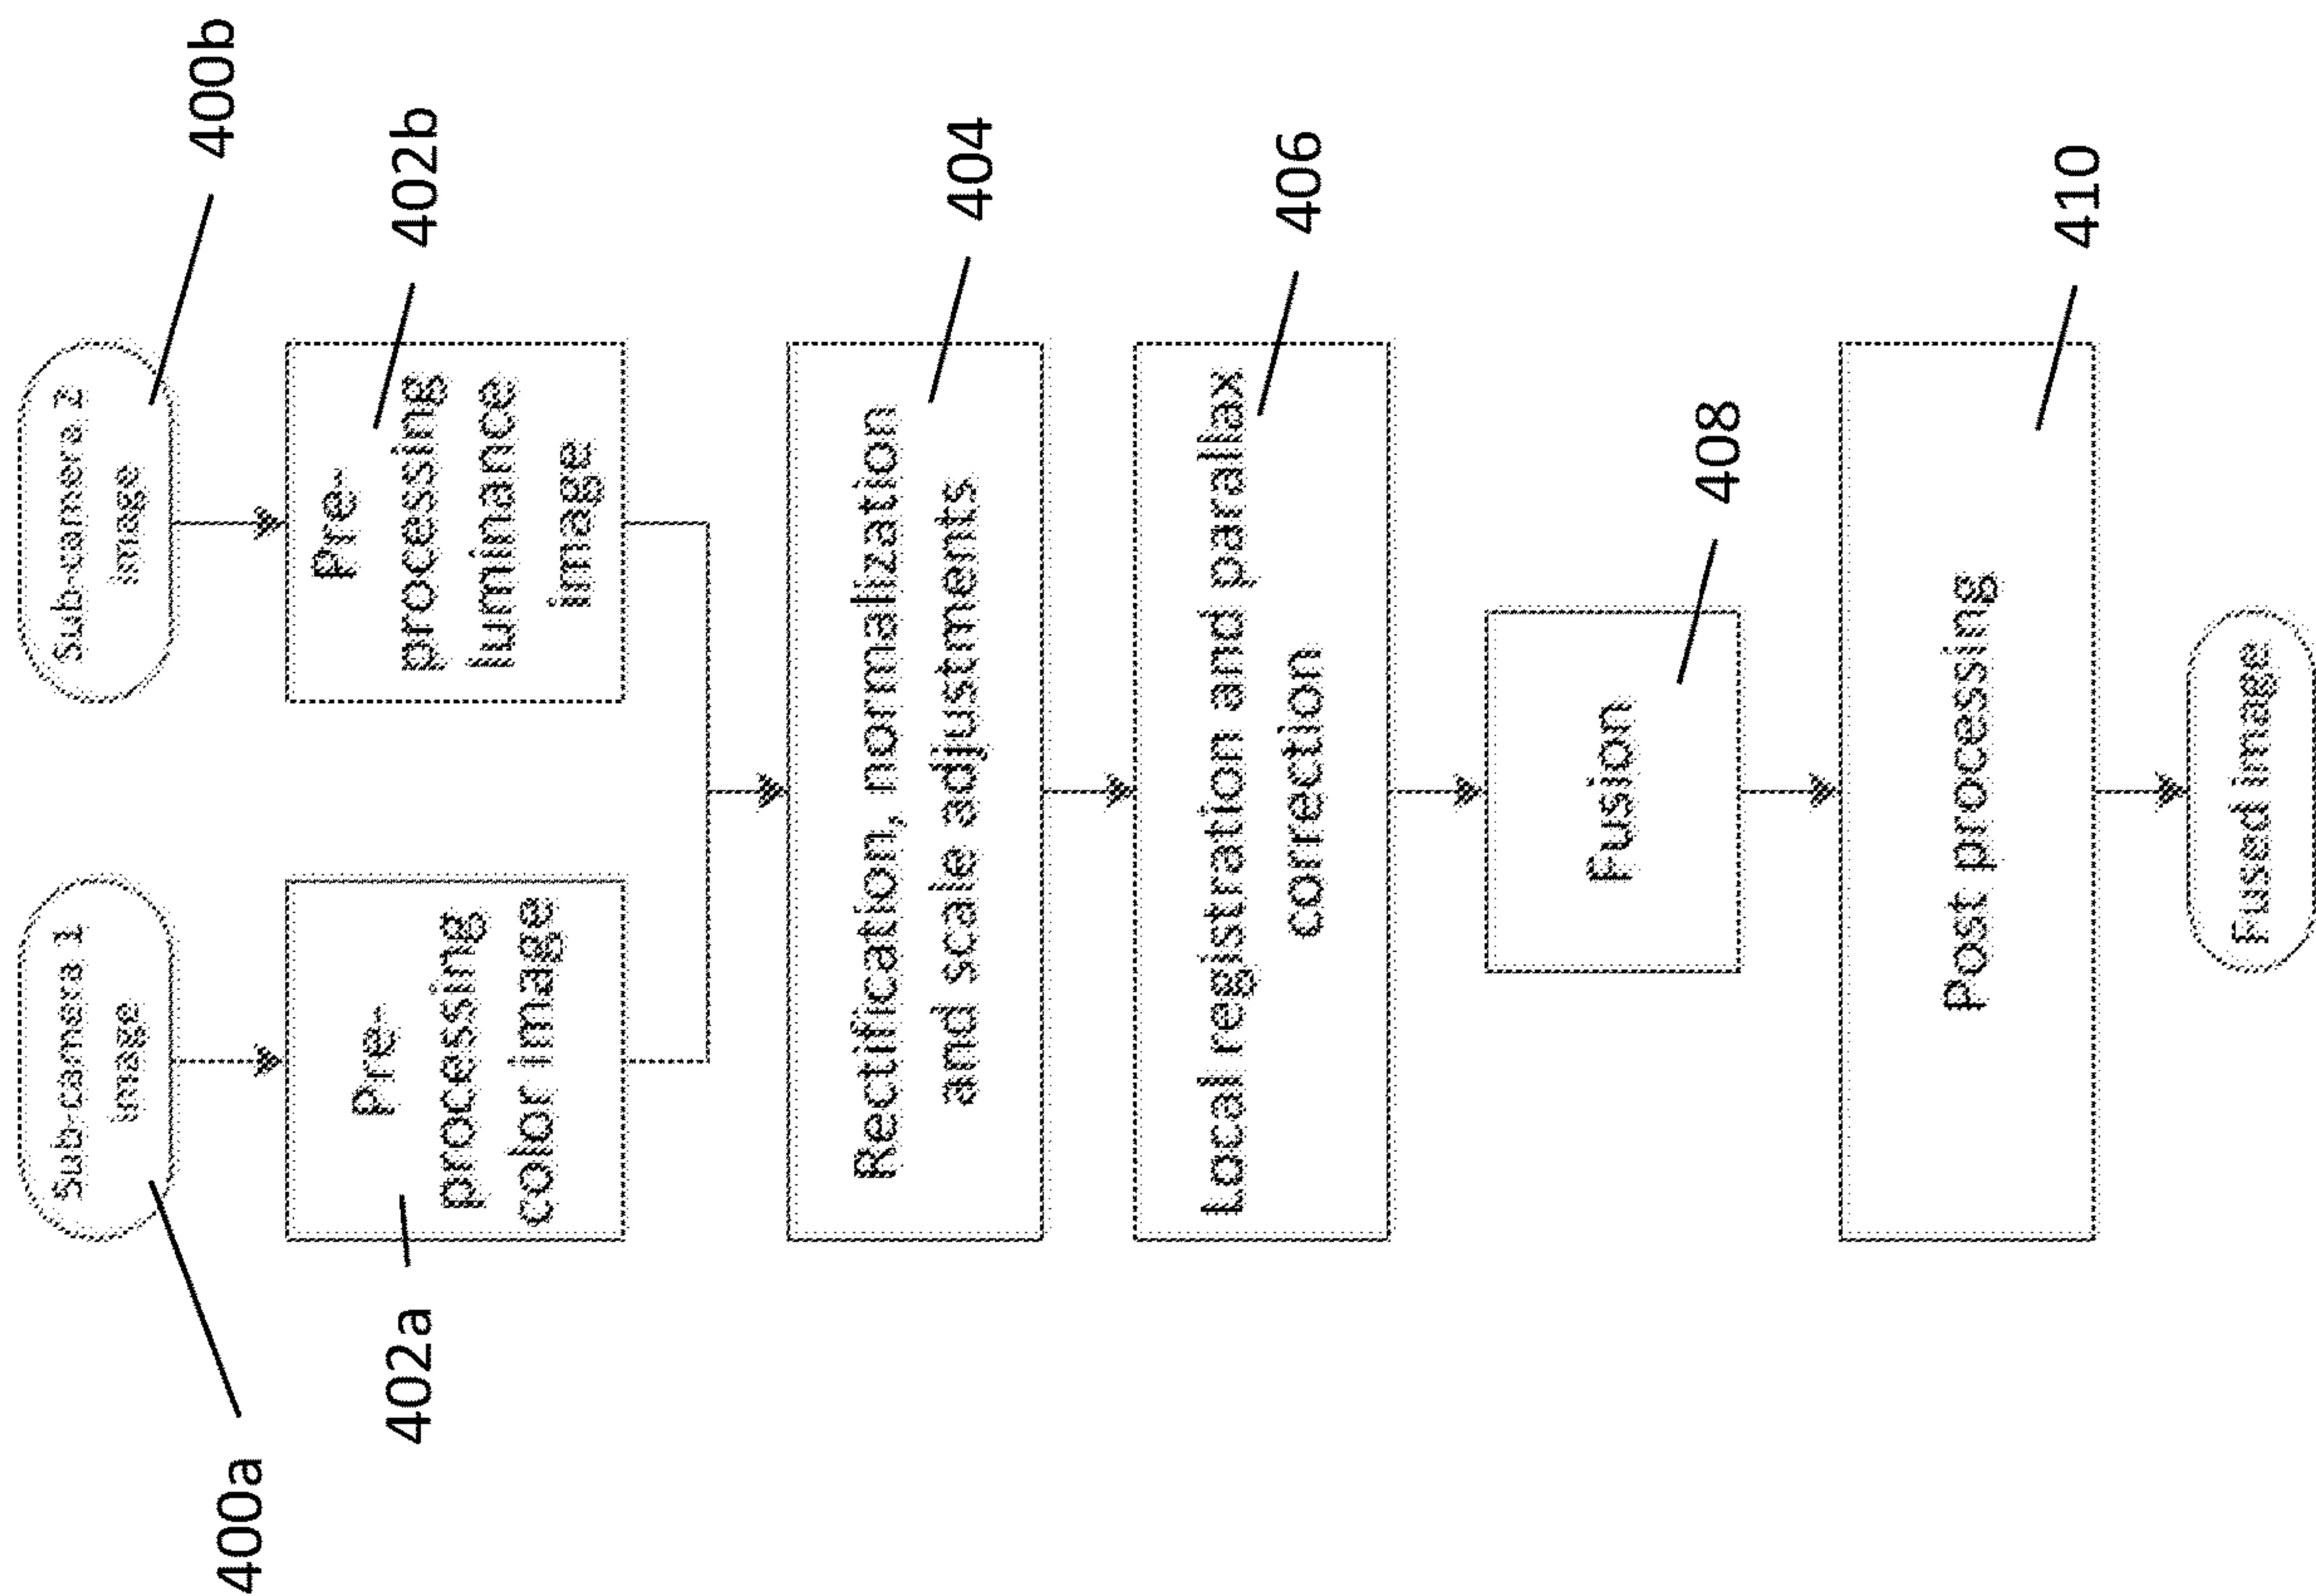 400a
Sub-camera 1
image
400b
Sub-camera 2
image
402a
Pre-
processing
color image
402b
Pre-
processing
luminance
image
Rectification, normalization
and scale adjustments
404
Local registration and parallax
correction
406
Fusion
408
Post processing
410
Fused image